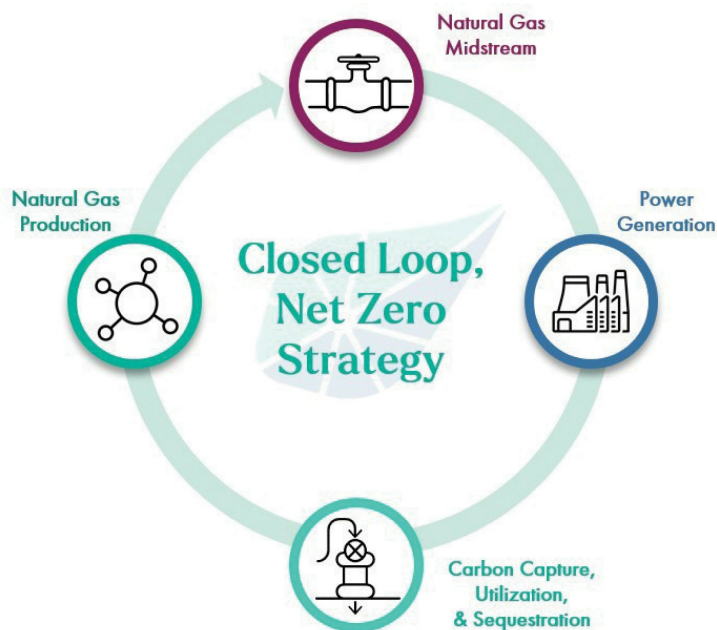 Natural Gas
Midstream
Natural Gas
Production
Power
Generation
Closed Loop,
Net Zero
Strategy
Carbon Capture,
Utilization,
& Sequestration